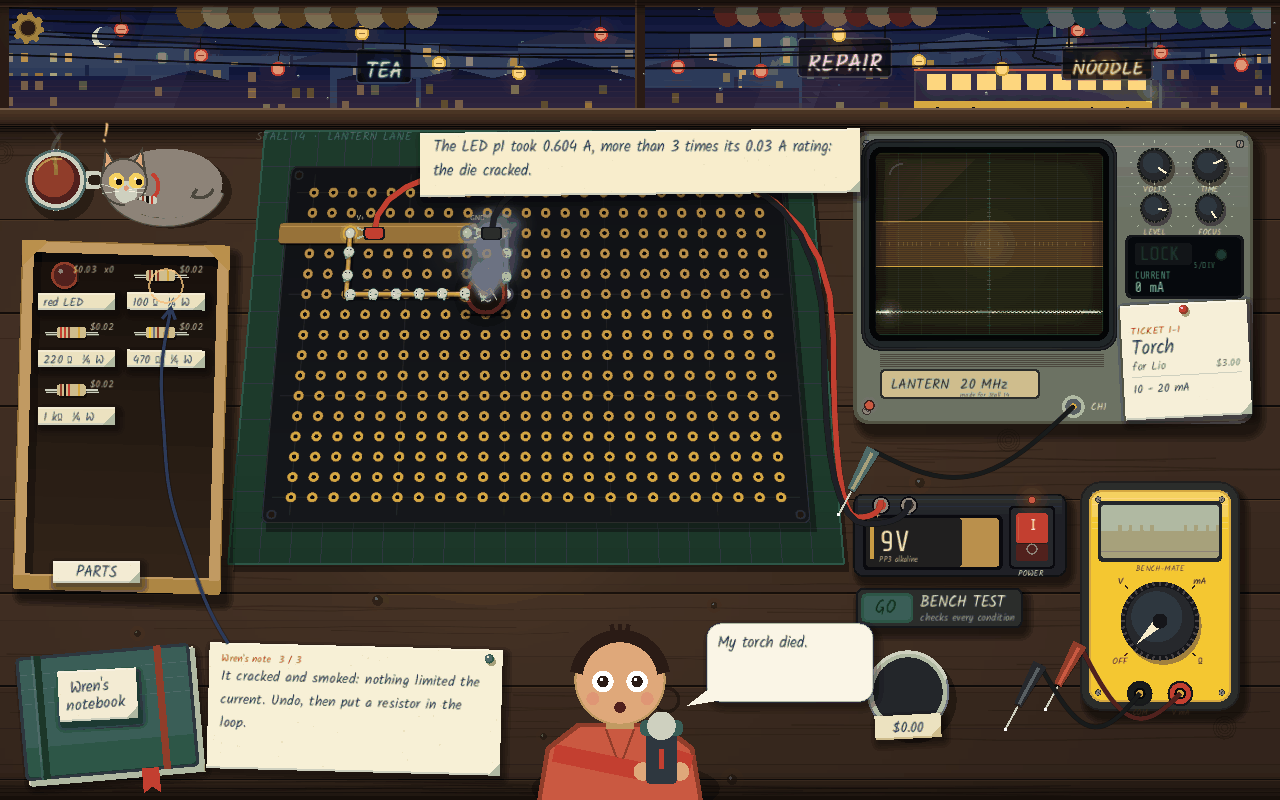 TEA
REPAIR
NOODLE
STALL 14 - LANTERN LANE
The LED p1 took 0.604 A, more than 3 times its 0.03 A rating:
the die cracked.
V+
GND
$0.03 x0
$0.02
red LED
100 Ω ¼ W
$0.02
$0.02
220 Ω ¼ W
470 Ω ¼ W
$0.02
1 kΩ ¼ W
PARTS
VOLTS
TIME
LEVEL
FOCUS
LOCK
S/DIV
CURRENT
0 mA
LANTERN 20 MHz
made for Stall 14
CH1
TICKET 1-1
Torch
for Lio
$3.00
10 - 20 mA
9V
PP3 alkaline
I
POWER
GO
BENCH TEST
checks every condition
BENCH-MATE
V
mA
OFF
Ω
Wren's
notebook
Wren's note 3 / 3
It cracked and smoked: nothing limited the
current. Undo, then put a resistor in the
loop.
My torch died.
$0.00